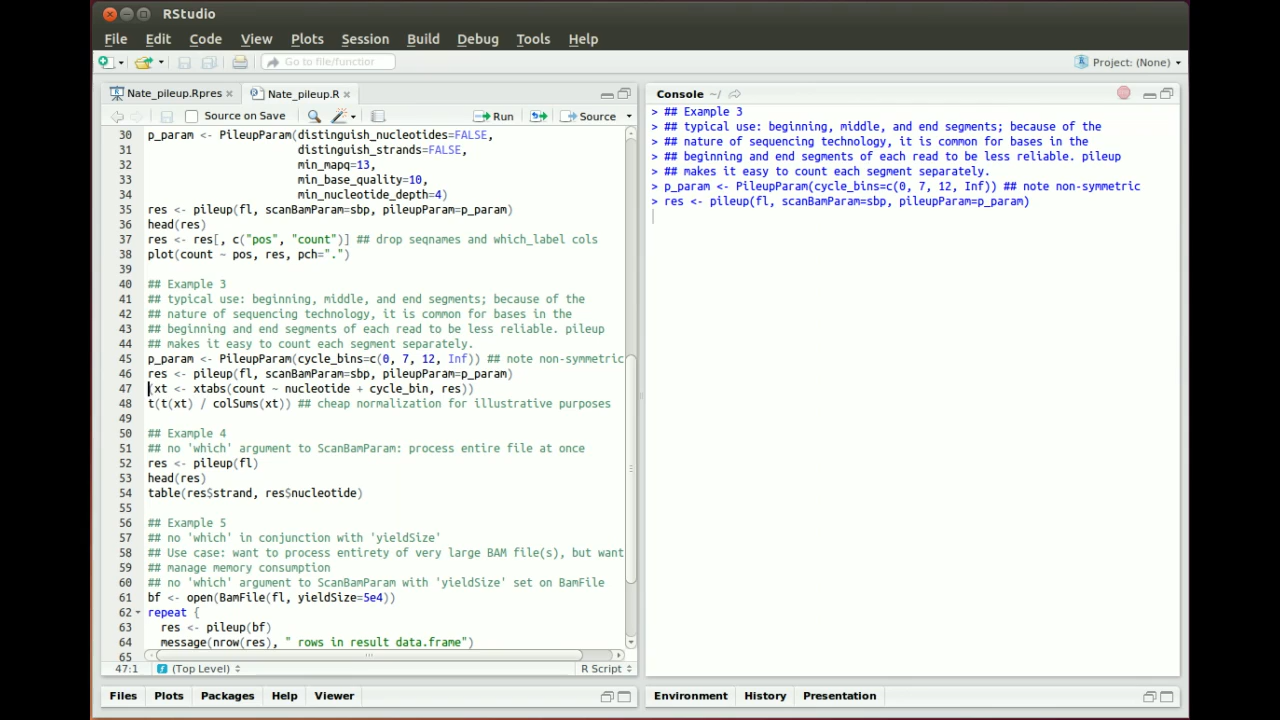 RStudio
File Edit Code View Plots Session Build Debug Tools Help
Go to file/function
Project: (None)
Nate_pileup.Rpres
Nate_pileup.R
Source on Save
Run
Source
30 p_param <- PileupParam(distinguish_nucleotides=FALSE,
31 distinguish_strands=FALSE,
32 min_mapq=13,
33 min_base_quality=10,
34 min_nucleotide_depth=4)
35 res <- pileup(fl, scanBamParam=sbp, pileupParam=p_param)
36 head(res)
37 res <- res[, c("pos", "count")] ## drop seqnames and which_label cols
38 plot(count ~ pos, res, pch=".")
39
40 ## Example 3
41 ## typical use: beginning, middle, and end segments; because of the
42 ## nature of sequencing technology, it is common for bases in the
43 ## beginning and end segments of each read to be less reliable. pileup
44 ## makes it easy to count each segment separately.
45 p_param <- PileupParam(cycle_bins=c(0, 7, 12, Inf)) ## note non-symmetric
46 res <- pileup(fl, scanBamParam=sbp, pileupParam=p_param)
47 (xt <- xtabs(count ~ nucleotide + cycle_bin, res))
48 t(t(xt) / colSums(xt)) ## cheap normalization for illustrative purposes
49
50 ## Example 4
51 ## no 'which' argument to ScanBamParam: process entire file at once
52 res <- pileup(fl)
53 head(res)
54 table(res$strand, res$nucleotide)
55
56 ## Example 5
57 ## no 'which' in conjunction with 'yieldSize'
58 ## Use case: want to process entirety of very large BAM file(s), but want
59 ## manage memory consumption
60 ## no 'which' argument to ScanBamParam with 'yieldSize' set on BamFile
61 bf <- open(BamFile(fl, yieldSize=5e4))
62 repeat {
63 res <- pileup(bf)
64 message(nrow(res), " rows in result data.frame")
65
47:1 (Top Level) R Script
Files Plots Packages Help Viewer
Console ~/
> ## Example 3
> ## typical use: beginning, middle, and end segments; because of the
> ## nature of sequencing technology, it is common for bases in the
> ## beginning and end segments of each read to be less reliable. pileup
> ## makes it easy to count each segment separately.
> p_param <- PileupParam(cycle_bins=c(0, 7, 12, Inf)) ## note non-symmetric
> res <- pileup(fl, scanBamParam=sbp, pileupParam=p_param)
Environment History Presentation